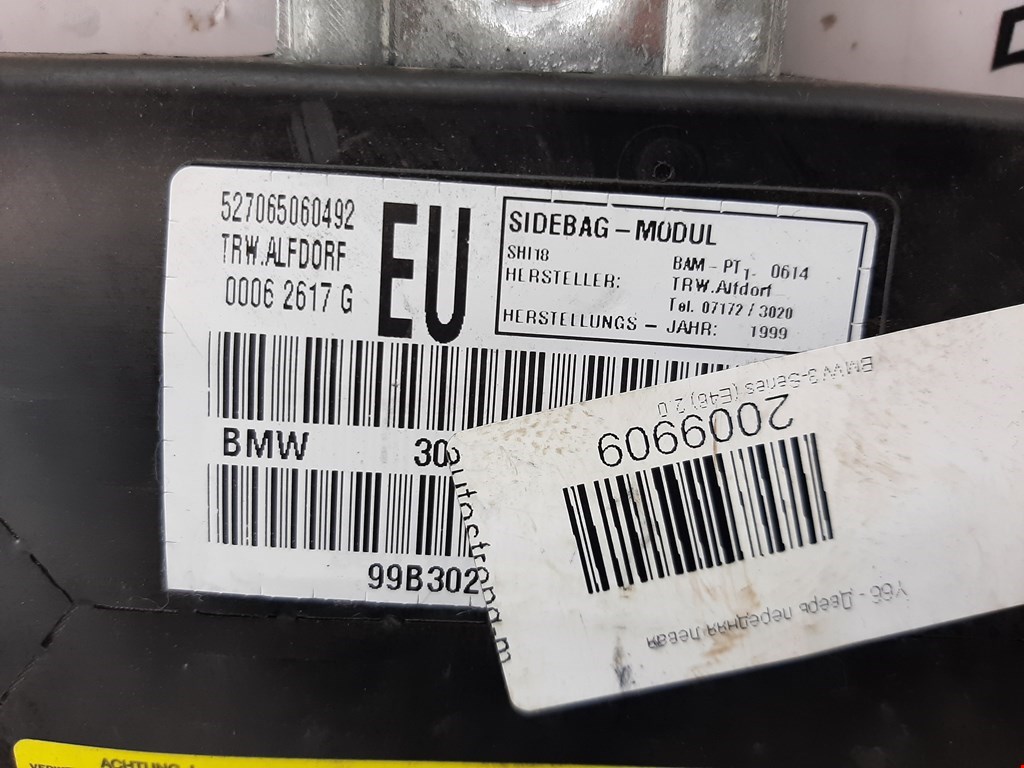 527065060492
TRW.ALFDORF
0006 2617 G
EU
SIDEBAG - MODUL
SHI18 BAM - PT1- 0614
HERSTELLER: TRW.Alfdorf
Tel. 07172 / 3020
HERSTELLUNGS - JAHR: 1999
BMW 30
99B302
BMW 3-Series (E46) 2.0
2009909
У66 - Дверь передняя левая
ACHTUNG